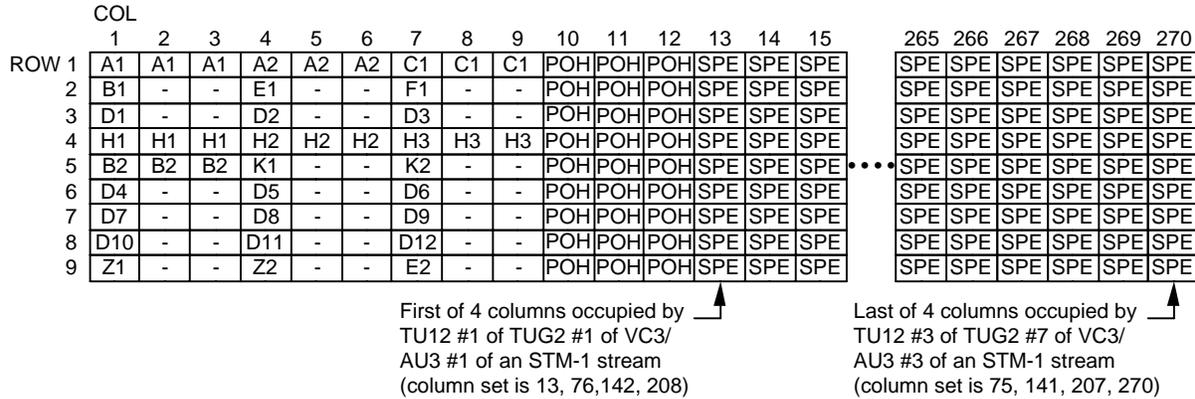 COL
1 2 3 4 5 6 7 8 9 10 11 12 13 14 15 265 266 267 268 269 270
ROW 1 A1 A1 A1 A2 A2 A2 C1 C1 C1 POH POH POH SPE SPE SPE SPE SPE SPE SPE SPE SPE
2 B1 - - E1 - - F1 - - POH POH POH SPE SPE SPE SPE SPE SPE SPE SPE SPE
3 D1 - - D2 - - D3 - - POH POH POH SPE SPE SPE SPE SPE SPE SPE SPE SPE
4 H1 H1 H1 H2 H2 H2 H3 H3 H3 POH POH POH SPE SPE SPE SPE SPE SPE SPE SPE SPE
5 B2 B2 B2 K1 - - K2 - - POH POH POH SPE SPE SPE •••• SPE SPE SPE SPE SPE SPE
6 D4 - - D5 - - D6 - - POH POH POH SPE SPE SPE SPE SPE SPE SPE SPE SPE
7 D7 - - D8 - - D9 - - POH POH POH SPE SPE SPE SPE SPE SPE SPE SPE SPE
8 D10 - - D11 - - D12 - - POH POH POH SPE SPE SPE SPE SPE SPE SPE SPE SPE
9 Z1 - - Z2 - - E2 - - POH POH POH SPE SPE SPE SPE SPE SPE SPE SPE SPE
First of 4 columns occupied by
TU12 #1 of TUG2 #1 of VC3/
AU3 #1 of an STM-1 stream
(column set is 13, 76,142, 208)
Last of 4 columns occupied by
TU12 #3 of TUG2 #7 of VC3/
AU3 #3 of an STM-1 stream
(column set is 75, 141, 207, 270)